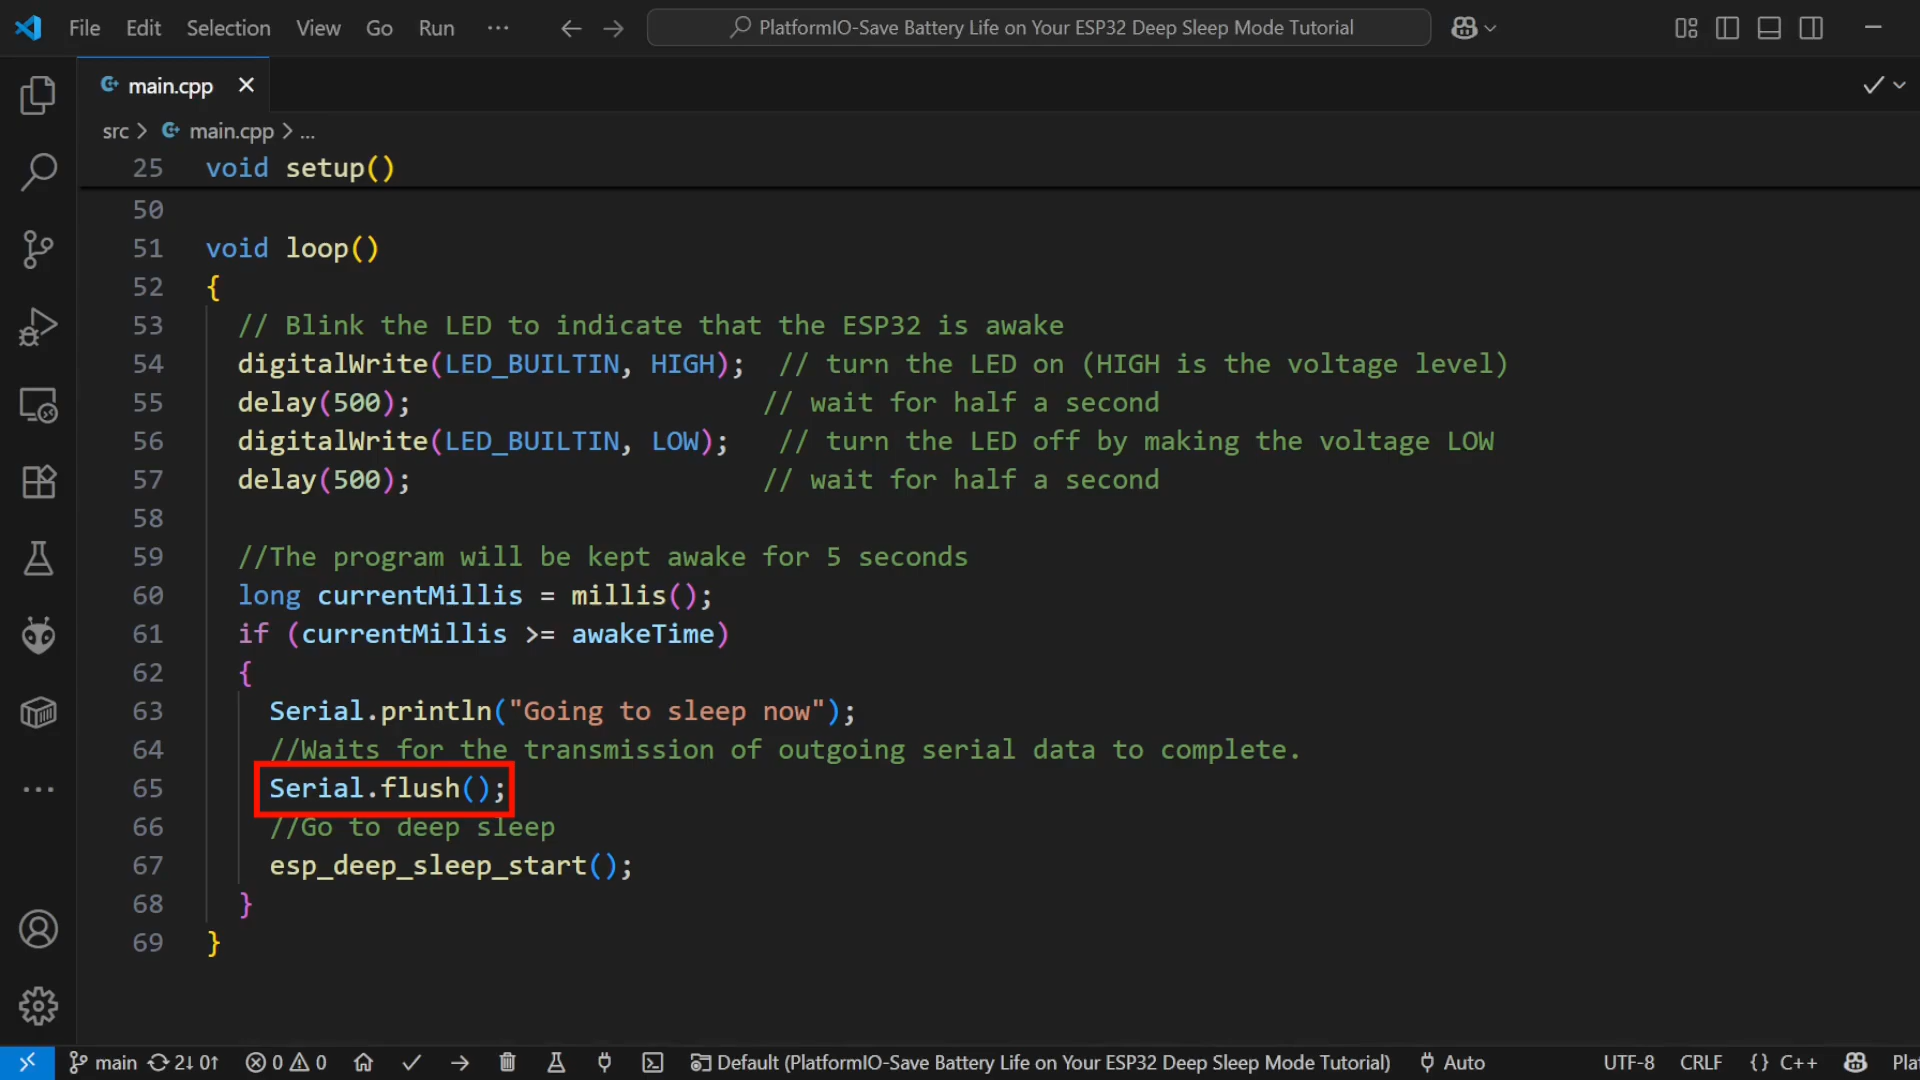 File Edit Selection View Go Run ··· PlatformIO-Save Battery Life on Your ESP32 Deep Sleep Mode Tutorial
main.cpp
src > main.cpp > ...
25 void setup()
50
51 void loop()
52 {
53 // Blink the LED to indicate that the ESP32 is awake
54 digitalWrite(LED_BUILTIN, HIGH); // turn the LED on (HIGH is the voltage level)
55 delay(500); // wait for half a second
56 digitalWrite(LED_BUILTIN, LOW); // turn the LED off by making the voltage LOW
57 delay(500); // wait for half a second
58
59 //The program will be kept awake for 5 seconds
60 long currentMillis = millis();
61 if (currentMillis >= awakeTime)
62 {
63 Serial.println("Going to sleep now");
64 //Waits for the transmission of outgoing serial data to complete.
65 Serial.flush();
66 //Go to deep sleep
67 esp_deep_sleep_start();
68 }
69 }
main 2↓ 0↑ 0 0 Default (PlatformIO-Save Battery Life on Your ESP32 Deep Sleep Mode Tutorial) Auto UTF-8 CRLF {} C++ Pla